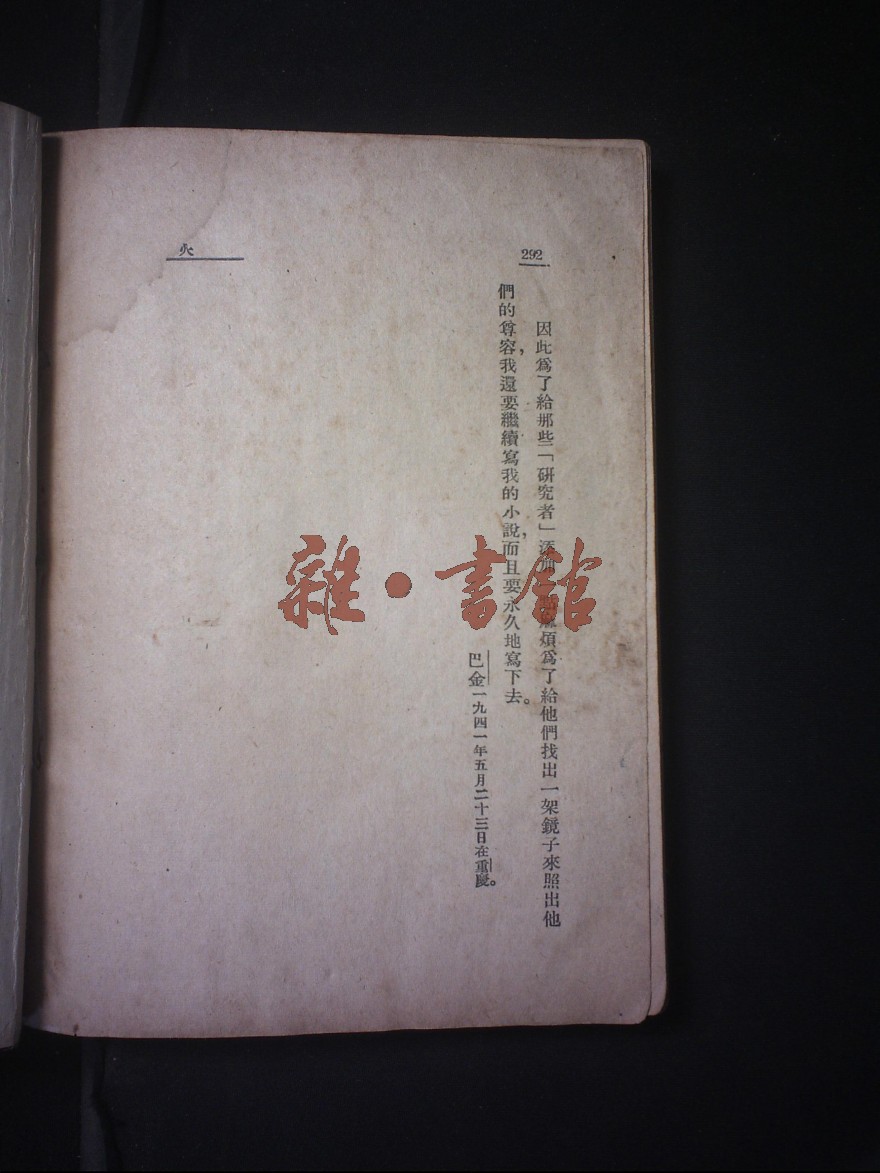 火
292
因此爲了給那些「研究者」添加煩爲了給他們找出一架鏡子來照出他
們的尊容，我還要繼續寫我的小說，而且要永久地寫下去。
巴金一九四一年五月二十三日在重慶。
雜·書館